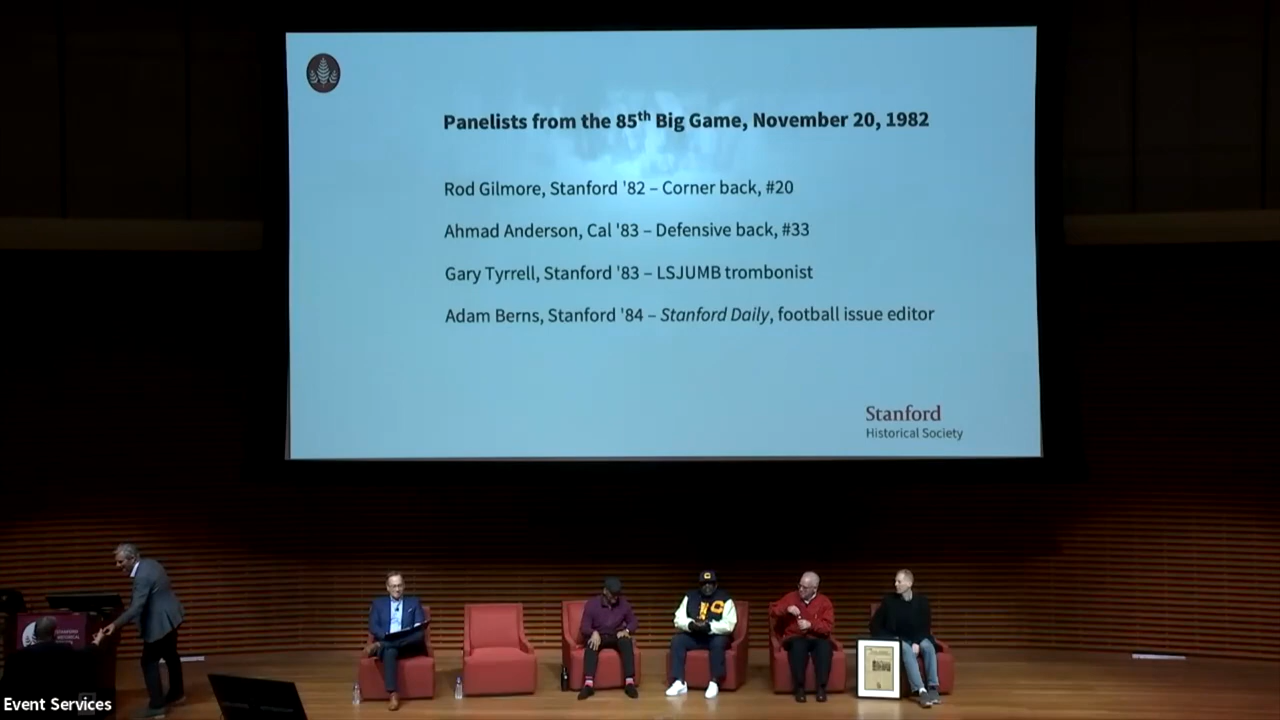 Panelists from the 85th Big Game, November 20, 1982
Rod Gilmore, Stanford '82 – Corner back, #20
Ahmad Anderson, Cal '83 – Defensive back, #33
Gary Tyrrell, Stanford '83 – LSJUMB trombonist
Adam Berns, Stanford '84 – Stanford Daily, football issue editor
Stanford
Historical Society
C
C
Event Services